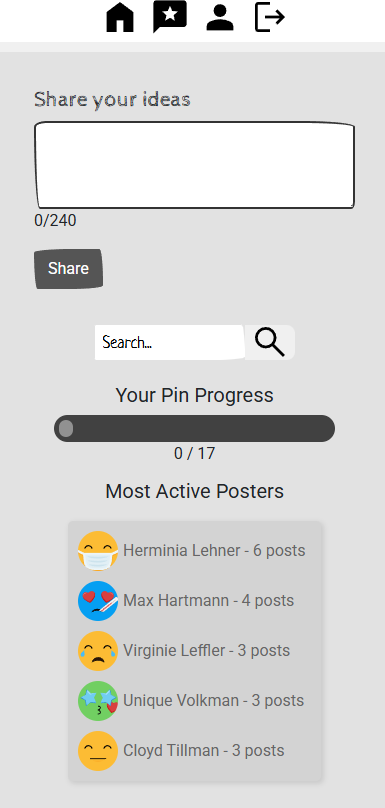 Share your ideas
0/240
Share
Search...
Your Pin Progress
0 / 17
Most Active Posters
Herminia Lehner - 6 posts
Max Hartmann - 4 posts
Virginie Leffler - 3 posts
Unique Volkman - 3 posts
Cloyd Tillman - 3 posts